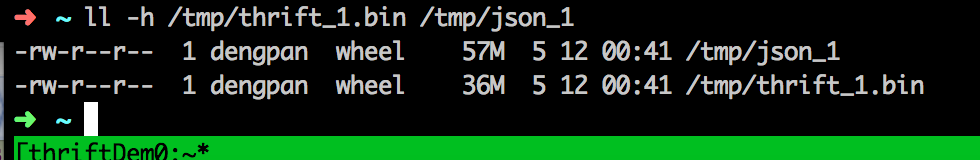 ➜ ~ ll -h /tmp/thrift_1.bin /tmp/json_1
-rw-r--r-- 1 dengpan wheel 57M 5 12 00:41 /tmp/json_1
-rw-r--r-- 1 dengpan wheel 36M 5 12 00:41 /tmp/thrift_1.bin
➜ ~
[thriftDem0:~*